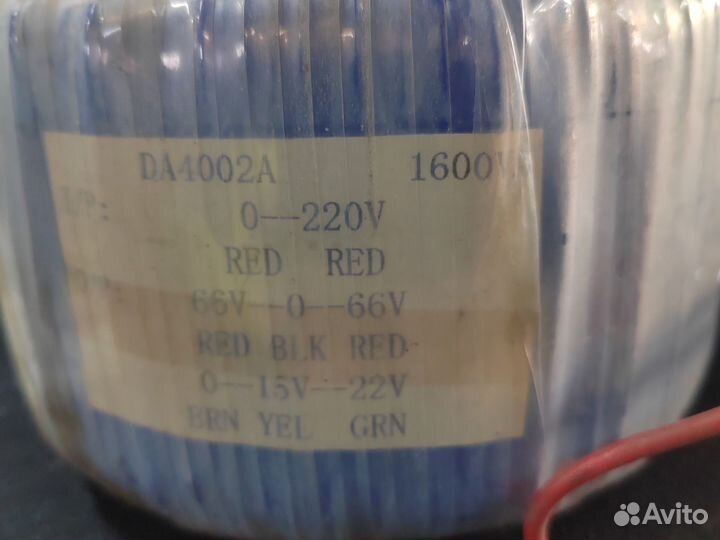 DA4002A 1600V
I/P:
0--220V
RED RED
66V--0--66V
RED BLK RED
0--15V--22V
BRN YEL GRN
Avito